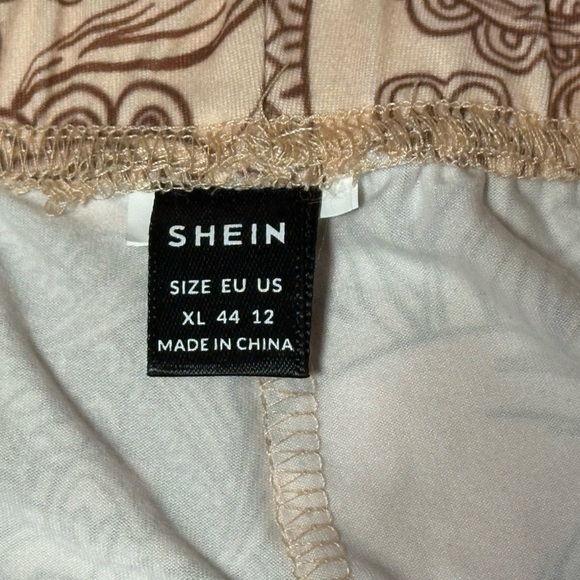 SHEIN
SIZE EU US
XL 44 12
MADE IN CHINA